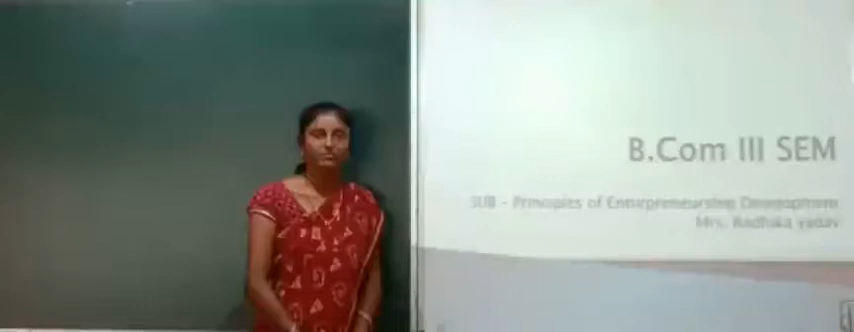 B.Com III SEM
SUB - Principles of Entrepreneurship Development
Mrs. Radhika yadav